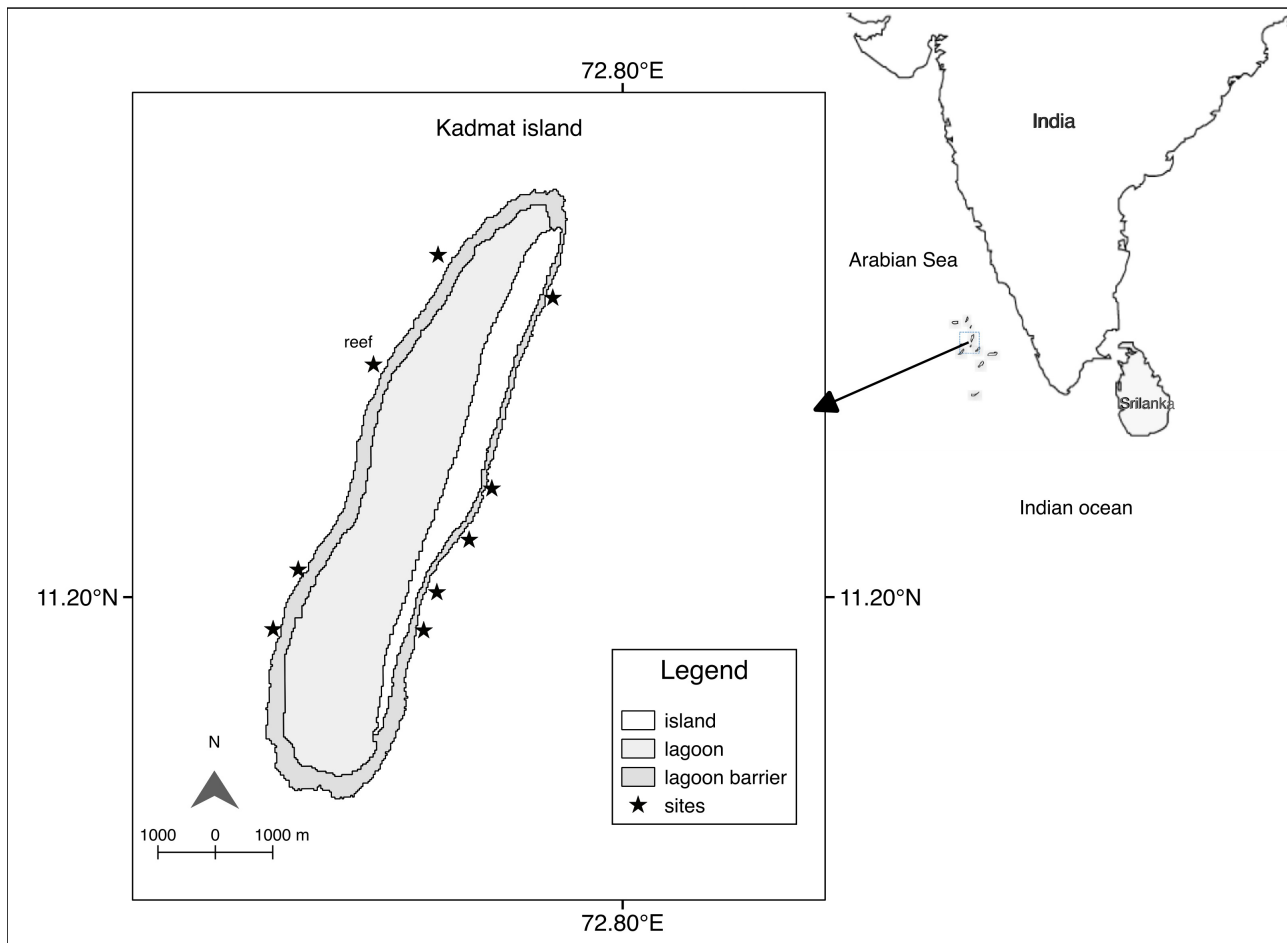 72.80°E
Kadmat island
India
Arabian Sea
reef
Srilanka
Indian ocean
11.20°N
11.20°N
Legend
island
lagoon
lagoon barrier
sites
N
1000 0 1000 m
72.80°E